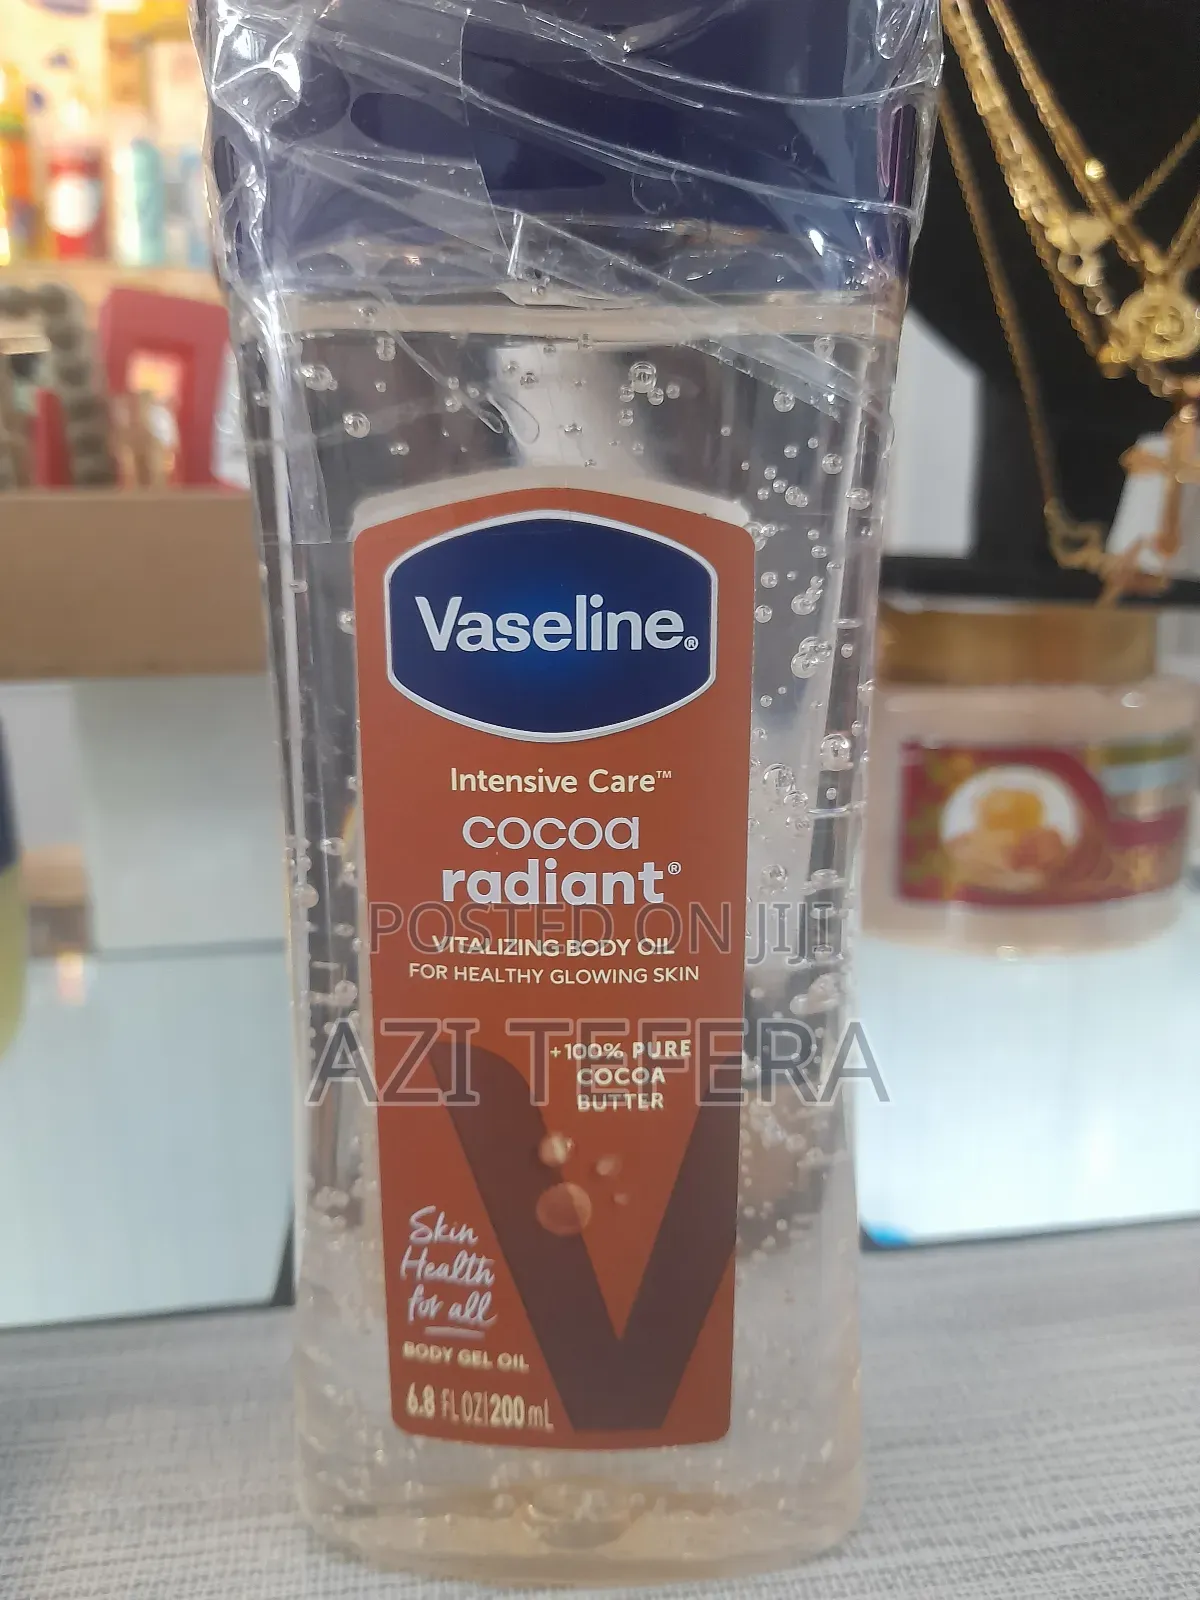 Vaseline®
Intensive Care™
cocoa
radiant®
POSTED ON JIJI
VITALIZING BODY OIL
FOR HEALTHY GLOWING SKIN
AZI TEFERA
+100% PURE
COCOA
BUTTER
Skin
Health
for all
BODY GEL OIL
6.8 FL OZ|200 mL